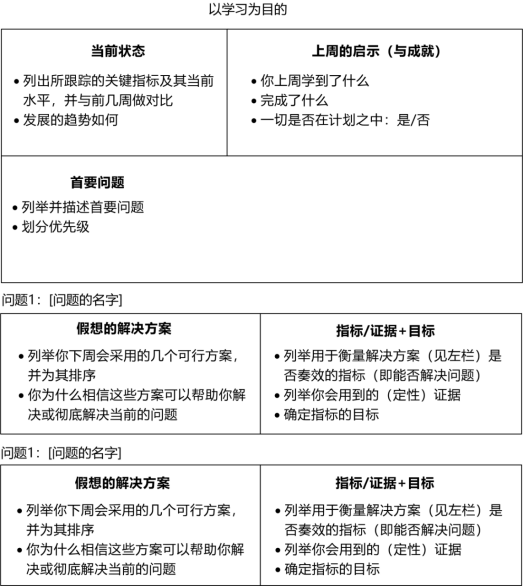 以学习为目的
当前状态
• 列出所跟踪的关键指标及其当前
水平，并与前几周做对比
• 发展的趋势如何
上周的启示（与成就）
• 你上周学到了什么
• 完成了什么
• 一切是否在计划之中：是/否
首要问题
• 列举并描述首要问题
• 划分优先级
问题1：[问题的名字]
假想的解决方案
• 列举你下周会采用的几个可行方案，
并为其排序
• 你为什么相信这些方案可以帮助你解
决或彻底解决当前的问题
指标/证据+目标
• 列举用于衡量解决方案（见左栏）是
否奏效的指标（即能否解决问题）
• 列举你会用到的（定性）证据
• 确定指标的目标
问题1：[问题的名字]
假想的解决方案
• 列举你下周会采用的几个可行方案，
并为其排序
• 你为什么相信这些方案可以帮助你解
决或彻底解决当前的问题
指标/证据+目标
• 列举用于衡量解决方案（见左栏）是
否奏效的指标（即能否解决问题）
• 列举你会用到的（定性）证据
• 确定指标的目标